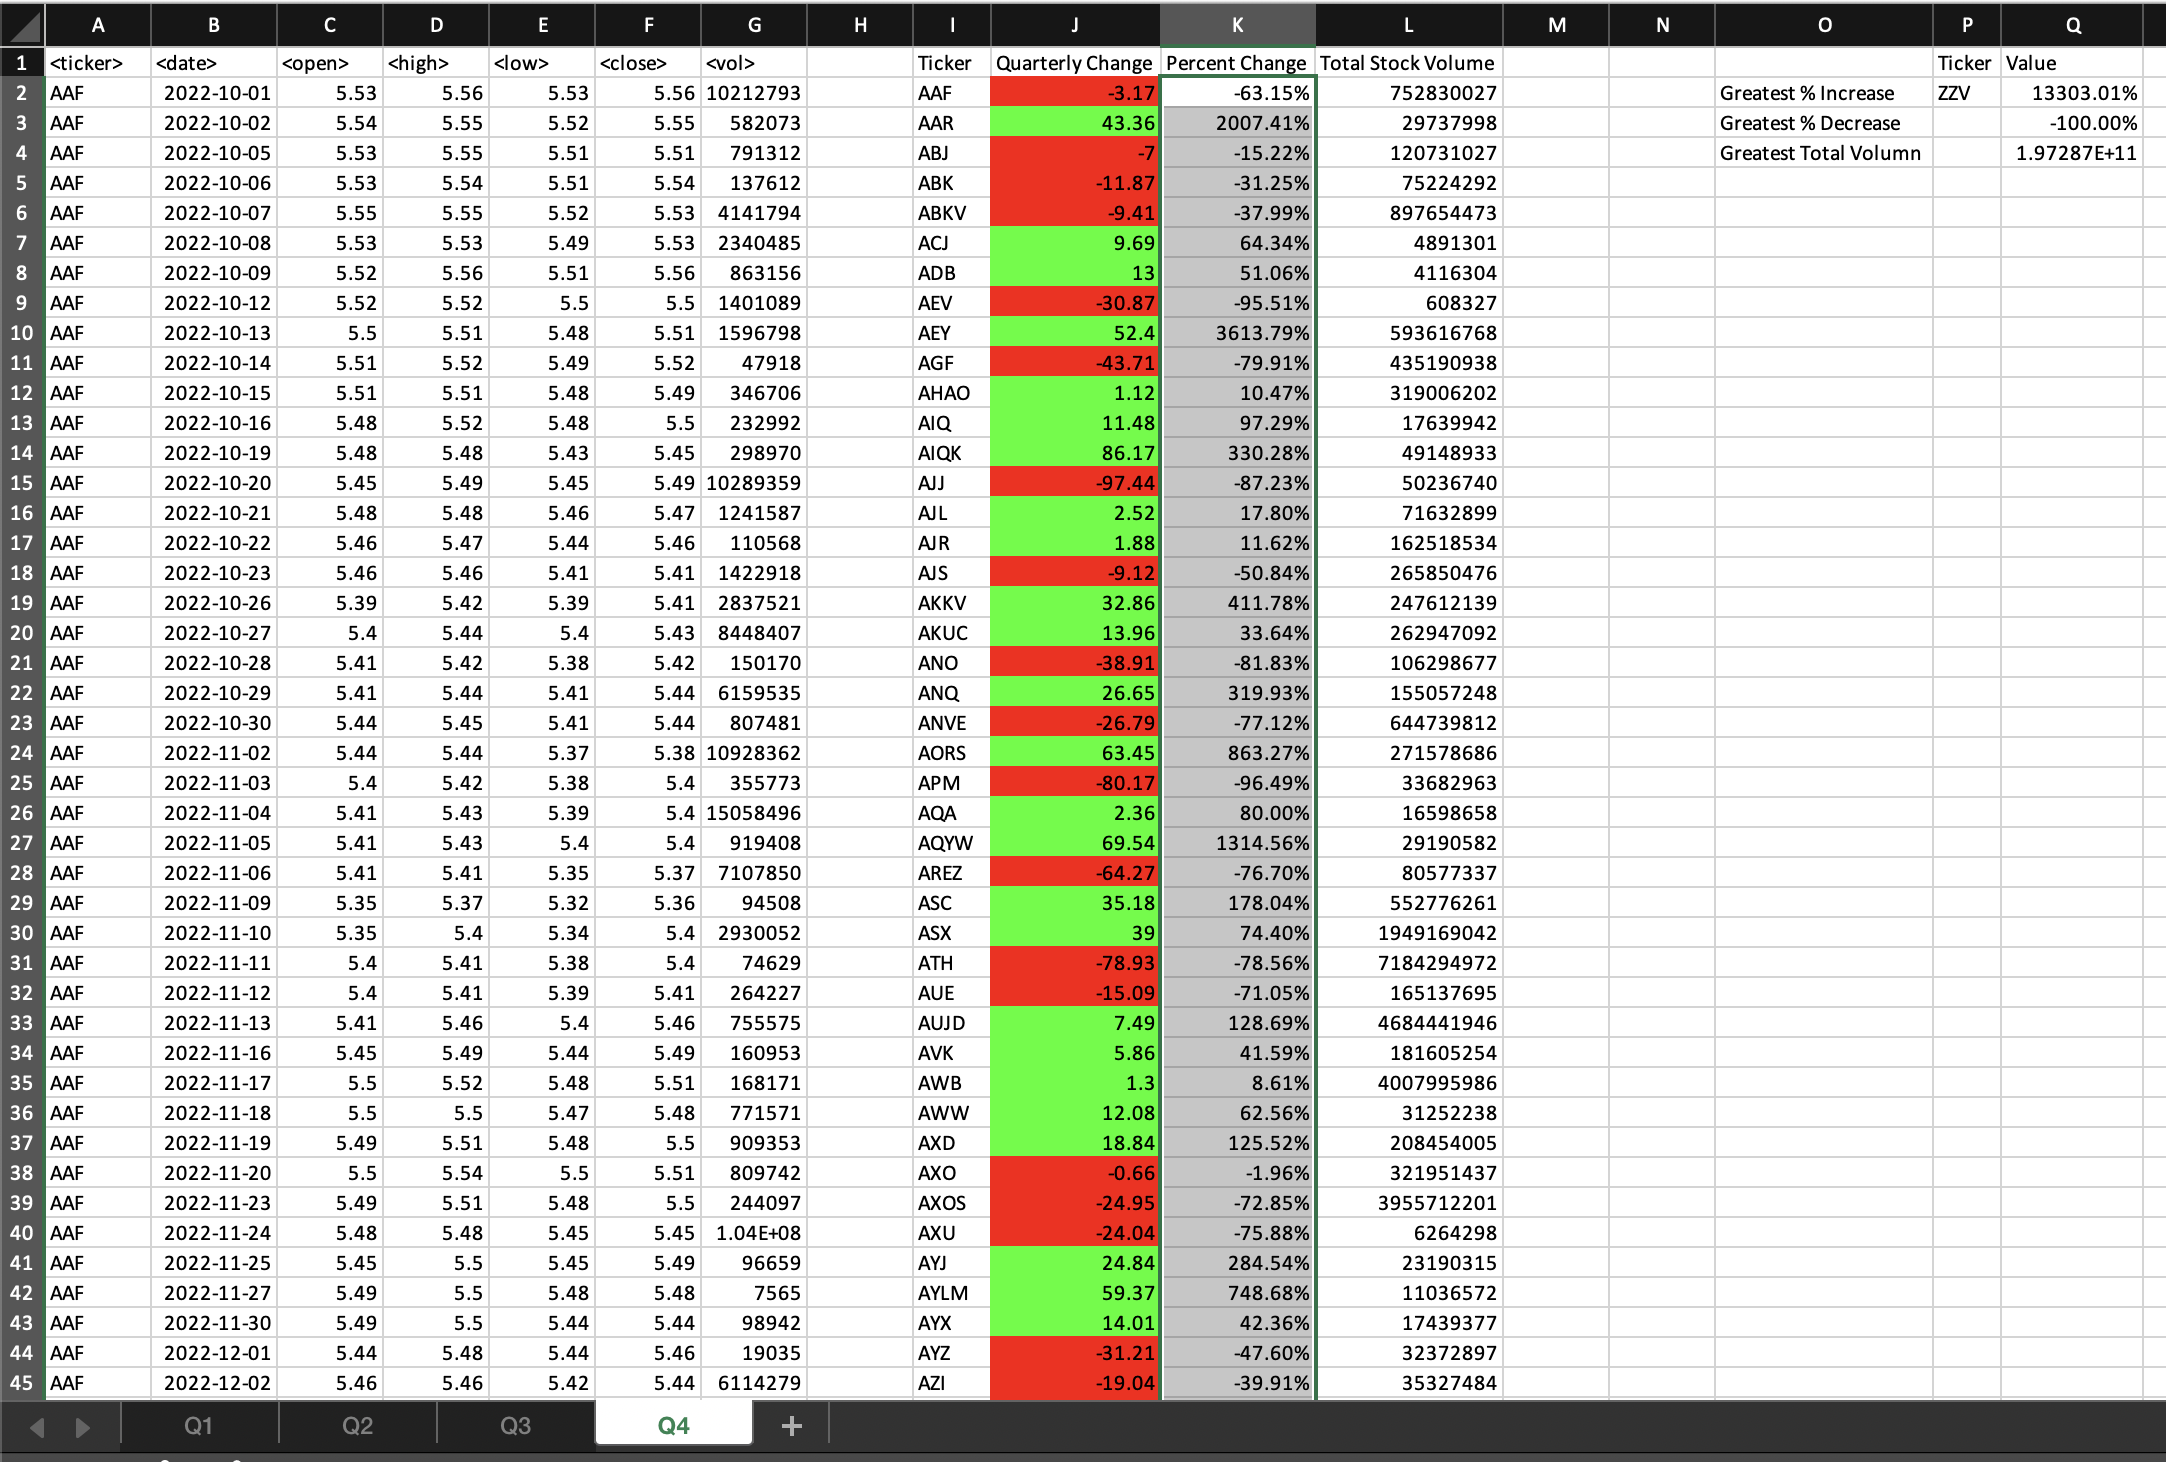 A B C D E F G H I J K L M N O P Q
1 <ticker> <date> <open> <high> <low> <close> <vol> Ticker Quarterly Change Percent Change Total Stock Volume Ticker Value
2 AAF 2022-10-01 5.53 5.56 5.53 5.56 10212793 AAF -3.17 -63.15% 752830027 Greatest % Increase ZZV 13303.01%
3 AAF 2022-10-02 5.54 5.55 5.52 5.55 582073 AAR 43.36 2007.41% 29737998 Greatest % Decrease -100.00%
4 AAF 2022-10-05 5.53 5.55 5.51 5.51 791312 ABJ -7 -15.22% 120731027 Greatest Total Volumn 1.97287E+11
5 AAF 2022-10-06 5.53 5.54 5.51 5.54 137612 ABK -11.87 -31.25% 75224292
6 AAF 2022-10-07 5.55 5.55 5.52 5.53 4141794 ABKV -9.41 -37.99% 897654473
7 AAF 2022-10-08 5.53 5.53 5.49 5.53 2340485 ACJ 9.69 64.34% 4891301
8 AAF 2022-10-09 5.52 5.56 5.51 5.56 863156 ADB 13 51.06% 4116304
9 AAF 2022-10-12 5.52 5.52 5.5 5.5 1401089 AEV -30.87 -95.51% 608327
10 AAF 2022-10-13 5.5 5.51 5.48 5.51 1596798 AEY 52.4 3613.79% 593616768
11 AAF 2022-10-14 5.51 5.52 5.49 5.52 47918 AGF -43.71 -79.91% 435190938
12 AAF 2022-10-15 5.51 5.51 5.48 5.49 346706 AHAO 1.12 10.47% 319006202
13 AAF 2022-10-16 5.48 5.52 5.48 5.5 232992 AIQ 11.48 97.29% 17639942
14 AAF 2022-10-19 5.48 5.48 5.43 5.45 298970 AIQK 86.17 330.28% 49148933
15 AAF 2022-10-20 5.45 5.49 5.45 5.49 10289359 AJJ -97.44 -87.23% 50236740
16 AAF 2022-10-21 5.48 5.48 5.46 5.47 1241587 AJL 2.52 17.80% 71632899
17 AAF 2022-10-22 5.46 5.47 5.44 5.46 110568 AJR 1.88 11.62% 162518534
18 AAF 2022-10-23 5.46 5.46 5.41 5.41 1422918 AJS -9.12 -50.84% 265850476
19 AAF 2022-10-26 5.39 5.42 5.39 5.41 2837521 AKKV 32.86 411.78% 247612139
20 AAF 2022-10-27 5.4 5.44 5.4 5.43 8448407 AKUC 13.96 33.64% 262947092
21 AAF 2022-10-28 5.41 5.42 5.38 5.42 150170 ANO -38.91 -81.83% 106298677
22 AAF 2022-10-29 5.41 5.44 5.41 5.44 6159535 ANQ 26.65 319.93% 155057248
23 AAF 2022-10-30 5.44 5.45 5.41 5.44 807481 ANVE -26.79 -77.12% 644739812
24 AAF 2022-11-02 5.44 5.44 5.37 5.38 10928362 AORS 63.45 863.27% 271578686
25 AAF 2022-11-03 5.4 5.42 5.38 5.4 355773 APM -80.17 -96.49% 33682963
26 AAF 2022-11-04 5.41 5.43 5.39 5.4 15058496 AQA 2.36 80.00% 16598658
27 AAF 2022-11-05 5.41 5.43 5.4 5.4 919408 AQYW 69.54 1314.56% 29190582
28 AAF 2022-11-06 5.41 5.41 5.35 5.37 7107850 AREZ -64.27 -76.70% 80577337
29 AAF 2022-11-09 5.35 5.37 5.32 5.36 94508 ASC 35.18 178.04% 552776261
30 AAF 2022-11-10 5.35 5.4 5.34 5.4 2930052 ASX 39 74.40% 1949169042
31 AAF 2022-11-11 5.4 5.41 5.38 5.4 74629 ATH -78.93 -78.56% 7184294972
32 AAF 2022-11-12 5.4 5.41 5.39 5.41 264227 AUE -15.09 -71.05% 165137695
33 AAF 2022-11-13 5.41 5.46 5.4 5.46 755575 AUJD 7.49 128.69% 4684441946
34 AAF 2022-11-16 5.45 5.49 5.44 5.49 160953 AVK 5.86 41.59% 181605254
35 AAF 2022-11-17 5.5 5.52 5.48 5.51 168171 AWB 1.3 8.61% 4007995986
36 AAF 2022-11-18 5.5 5.5 5.47 5.48 771571 AWW 12.08 62.56% 31252238
37 AAF 2022-11-19 5.49 5.51 5.48 5.5 909353 AXD 18.84 125.52% 208454005
38 AAF 2022-11-20 5.5 5.54 5.5 5.51 809742 AXO -0.66 -1.96% 321951437
39 AAF 2022-11-23 5.49 5.51 5.48 5.5 244097 AXOS -24.95 -72.85% 3955712201
40 AAF 2022-11-24 5.48 5.48 5.45 5.45 1.04E+08 AXU -24.04 -75.88% 6264298
41 AAF 2022-11-25 5.45 5.5 5.45 5.49 96659 AYJ 24.84 284.54% 23190315
42 AAF 2022-11-27 5.49 5.5 5.48 5.48 7565 AYLM 59.37 748.68% 11036572
43 AAF 2022-11-30 5.49 5.5 5.44 5.44 98942 AYX 14.01 42.36% 17439377
44 AAF 2022-12-01 5.44 5.48 5.44 5.46 19035 AYZ -31.21 -47.60% 32372897
45 AAF 2022-12-02 5.46 5.46 5.42 5.44 6114279 AZI -19.04 -39.91% 35327484
Q1 Q2 Q3 Q4 +